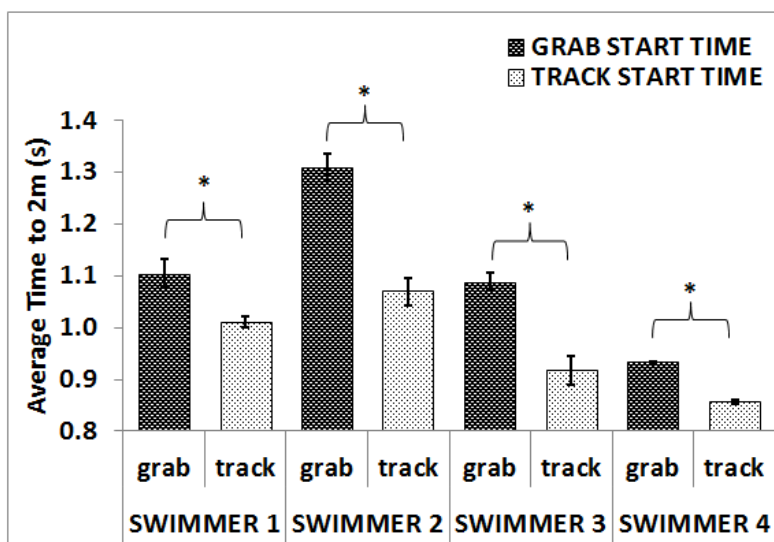 GRAB START TIME
TRACK START TIME
Average Time to 2m (s)
1.4
1.3
1.2
1.1
1.0
0.9
0.8
*
*
*
*
grab track grab track grab track grab track
SWIMMER 1 SWIMMER 2 SWIMMER 3 SWIMMER 4